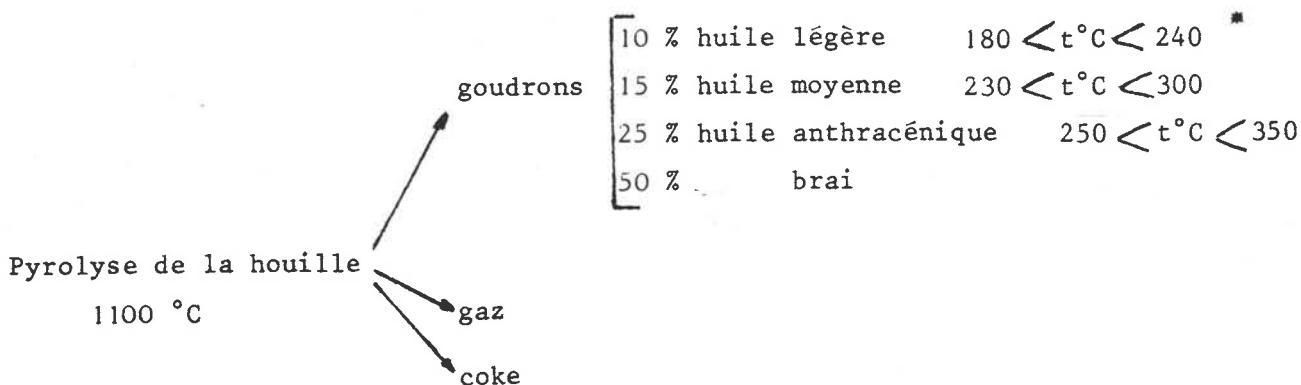 10 % huile légère 180 < t°C < 240 *
goudrons
15 % huile moyenne 230 < t°C < 300
25 % huile anthracénique 250 < t°C < 350
50 % brai
Pyrolyse de la houille
1100 °C
gaz
coke